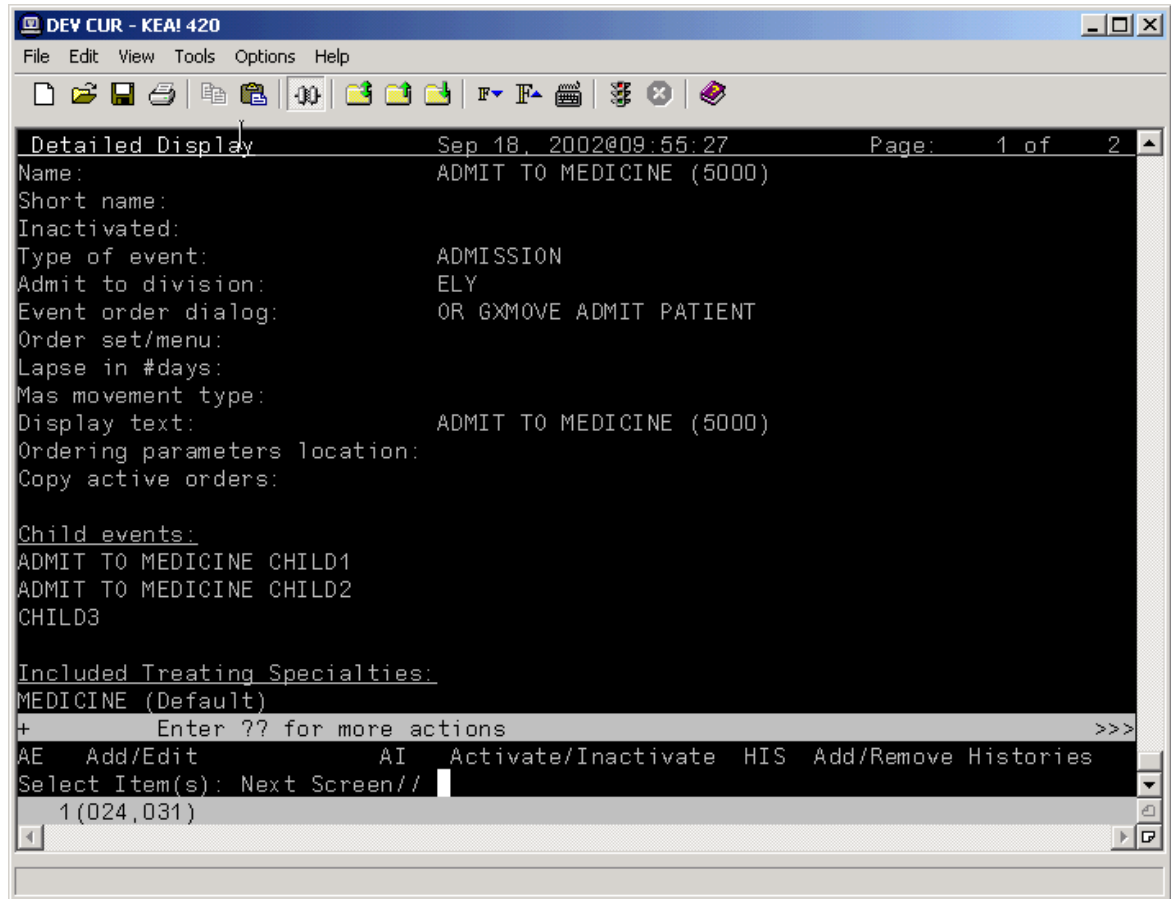 DEV CUR - KEA! 420
File Edit View Tools Options Help
Detailed Display Sep 18, 2002@09:55:27 Page: 1 of 2
Name: ADMIT TO MEDICINE (5000)
Short name:
Inactivated:
Type of event: ADMISSION
Admit to division: ELY
Event order dialog: OR GXMOVE ADMIT PATIENT
Order set/menu:
Lapse in #days:
Mas movement type:
Display text: ADMIT TO MEDICINE (5000)
Ordering parameters location:
Copy active orders:
Child events:
ADMIT TO MEDICINE CHILD1
ADMIT TO MEDICINE CHILD2
CHILD3
Included Treating Specialties:
MEDICINE (Default)
+ Enter ?? for more actions >>>
AE Add/Edit AI Activate/Inactivate HIS Add/Remove Histories
Select Item(s): Next Screen//
1(024,031)